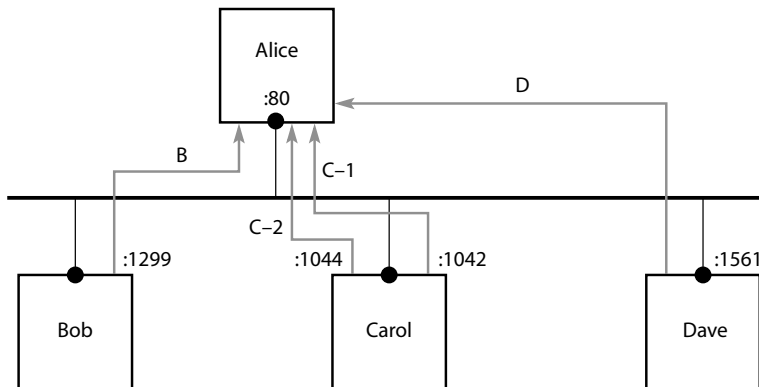 Alice
:80
D
B
C–1
C–2
:1299
:1044
:1042
:1561
Bob
Carol
Dave